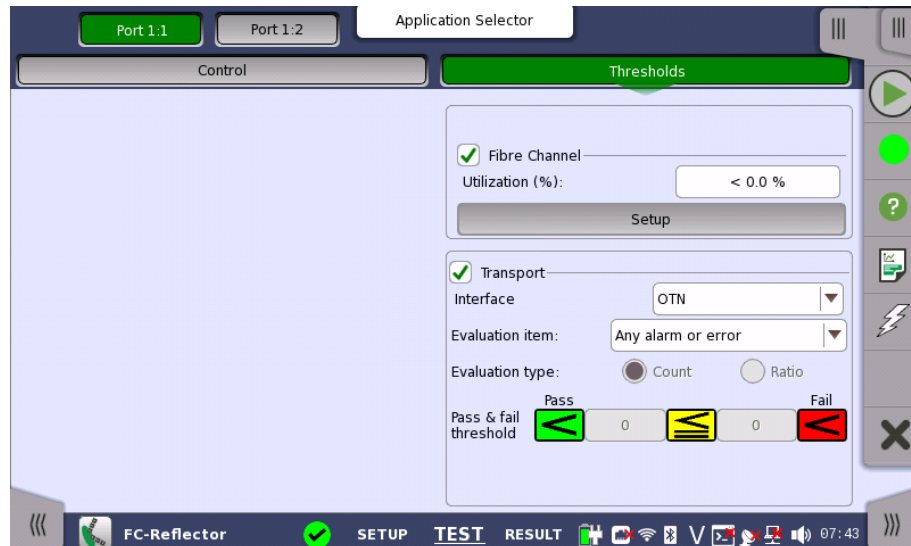 Port 1:1
Port 1:2
Application Selector
Control
Thresholds
Fibre Channel
Utilization (%):
< 0.0 %
Setup
Transport
Interface
OTN
Evaluation item:
Any alarm or error
Evaluation type:
Count
Ratio
Pass
Fail
Pass & fail
threshold
0
0
FC-Reflector
SETUP
TEST
RESULT
07:43